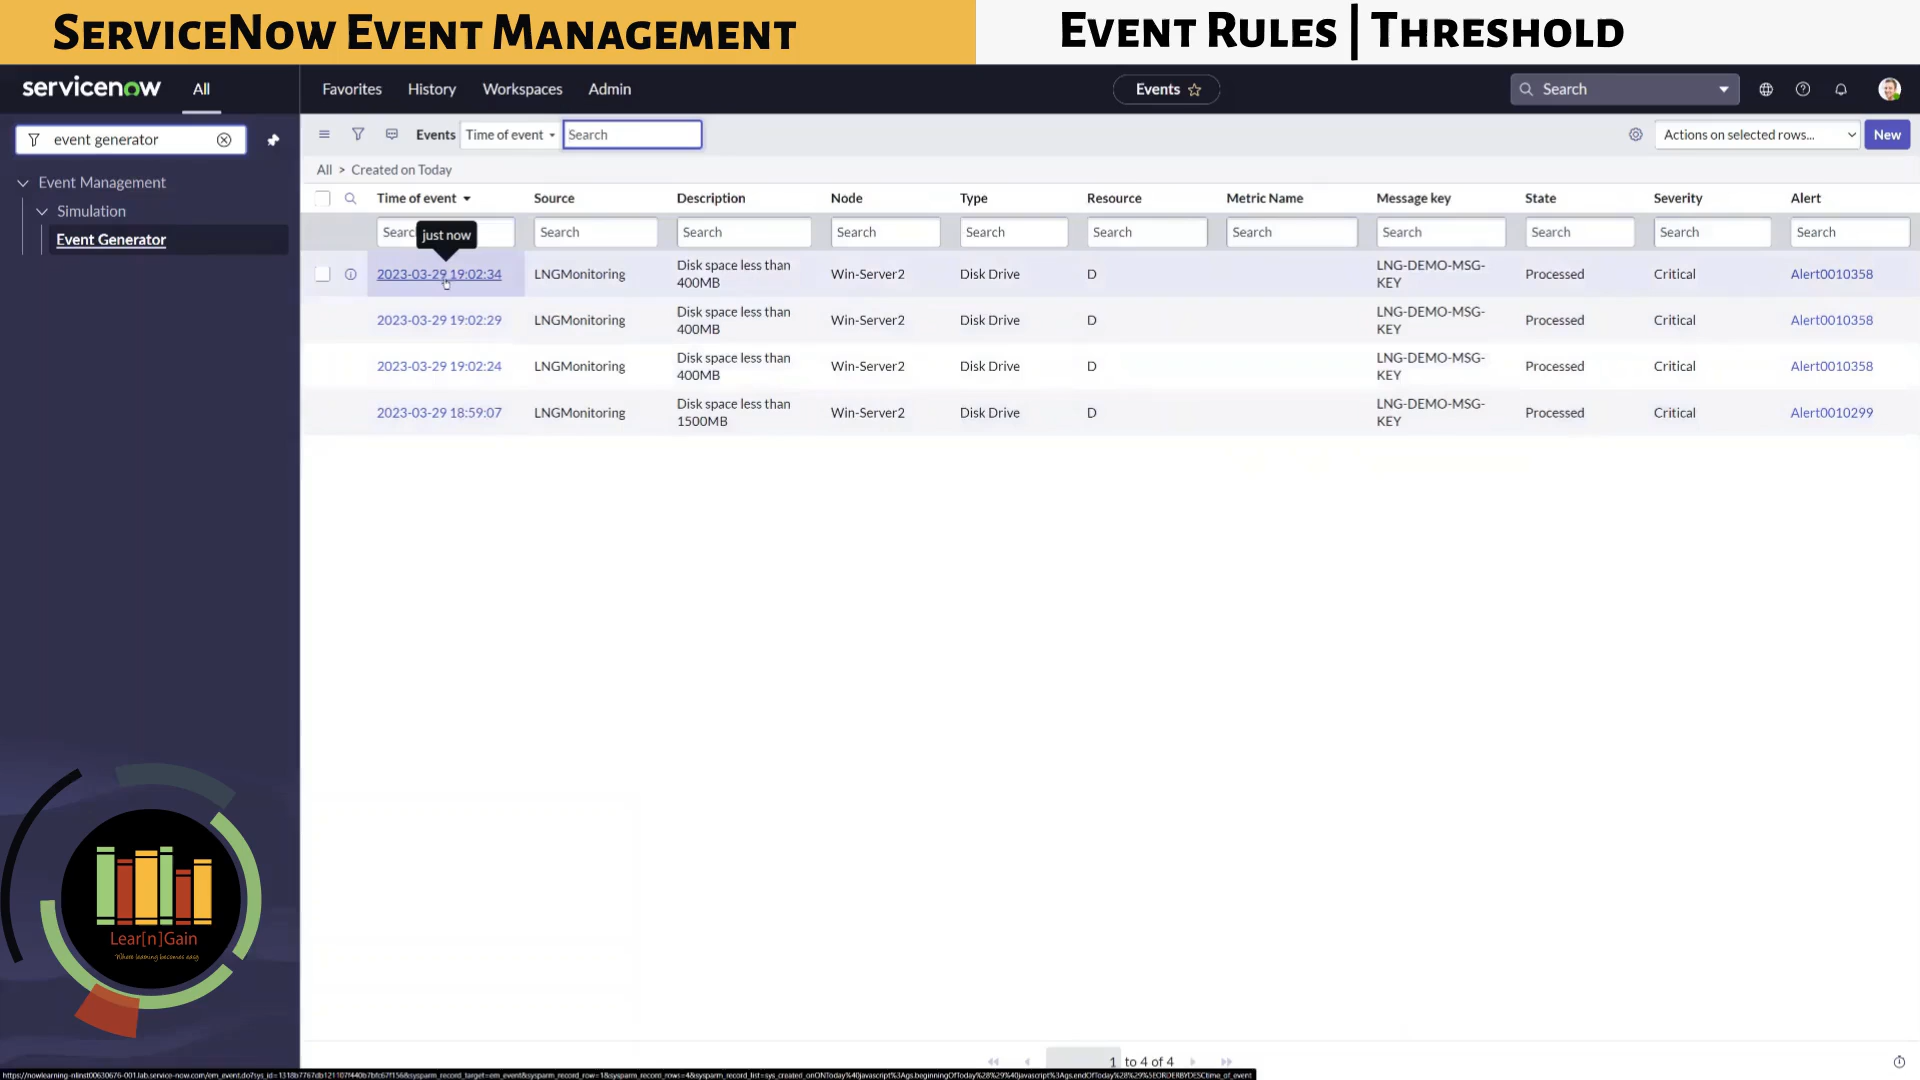 ServiceNow Event Management
Event Rules | Threshold
servicenow
All
Favorites
History
Workspaces
Admin
Events
Search
event generator
Event Management
Simulation
Event Generator
Events
Time of event
Search
Actions on selected rows...
New
All > Created on Today
Time of event Source Description Node Type Resource Metric Name Message key State Severity Alert
Search Search Search Search Search Search Search Search Search Search
just now
2023-03-29 19:02:34 LNGMonitoring Disk space less than 400MB Win-Server2 Disk Drive D LNG-DEMO-MSG-KEY Processed Critical Alert0010358
2023-03-29 19:02:29 LNGMonitoring Disk space less than 400MB Win-Server2 Disk Drive D LNG-DEMO-MSG-KEY Processed Critical Alert0010358
2023-03-29 19:02:24 LNGMonitoring Disk space less than 400MB Win-Server2 Disk Drive D LNG-DEMO-MSG-KEY Processed Critical Alert0010358
2023-03-29 18:59:07 LNGMonitoring Disk space less than 1500MB Win-Server2 Disk Drive D LNG-DEMO-MSG-KEY Processed Critical Alert0010299
Lear[n]Gain
Where learning becomes easy
1 to 4 of 4